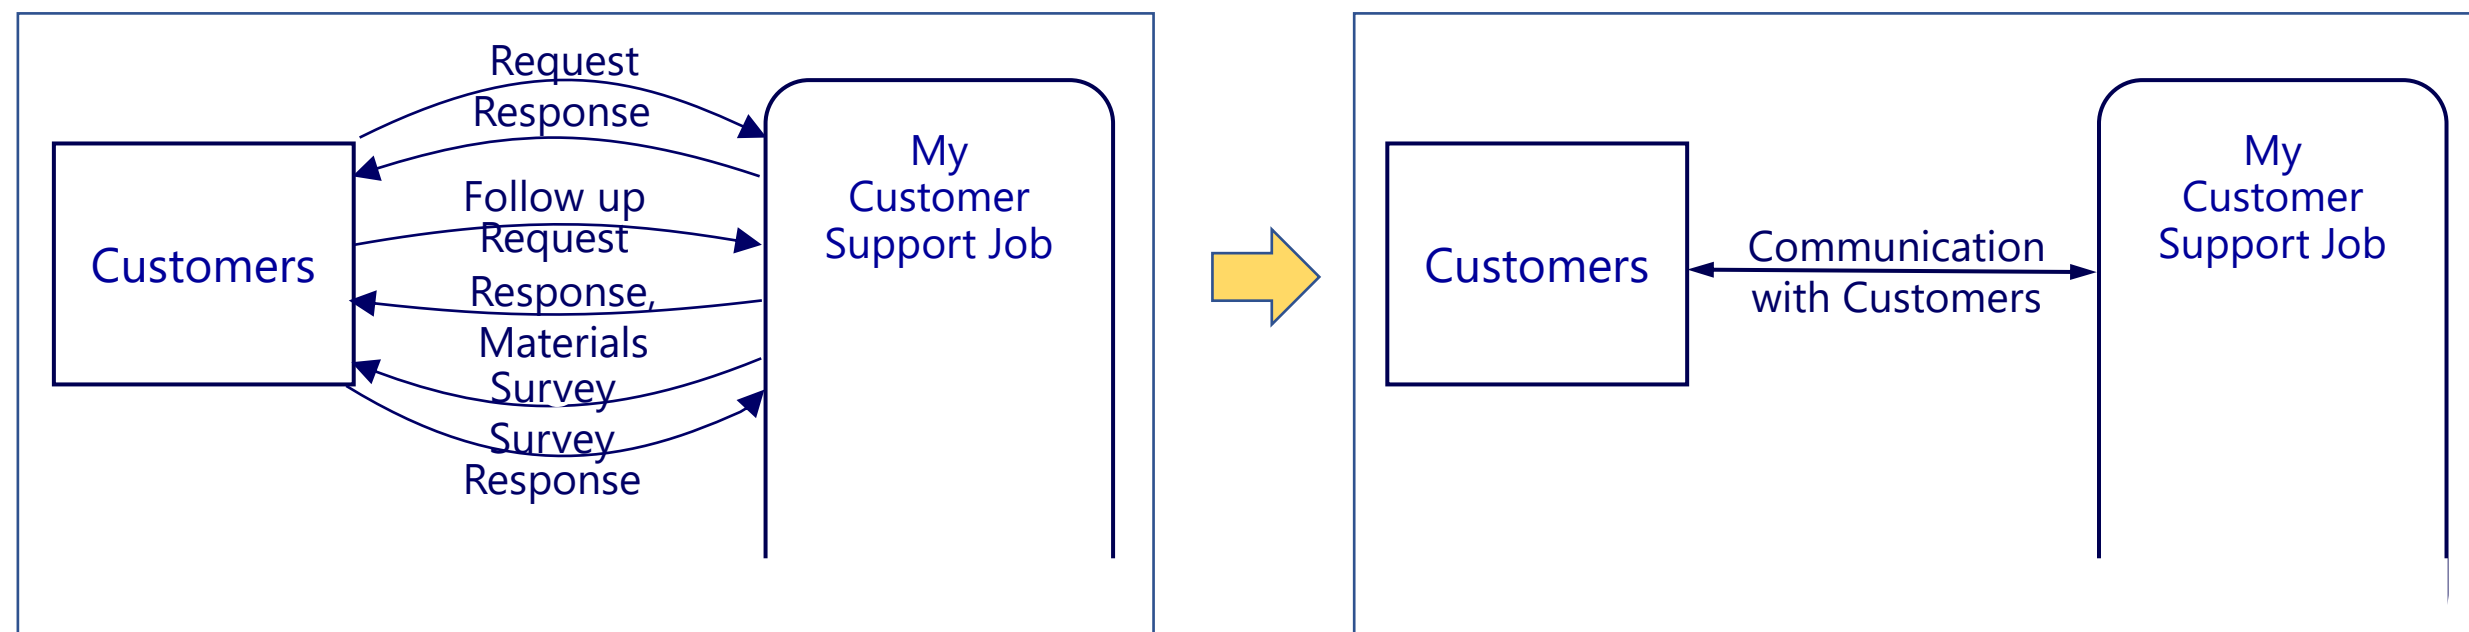 Customers
Request
Response
Follow up
Request
Response,
Materials
Survey
Survey
Response
My
Customer
Support Job
Customers
Communication
with Customers
My
Customer
Support Job